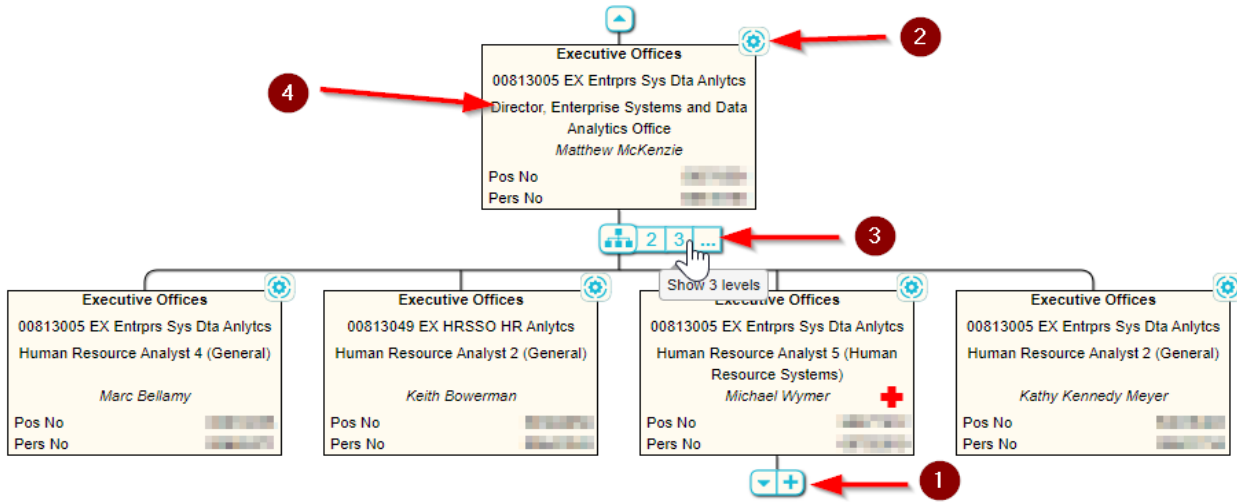 2
Executive Offices
00813005 EX Entrprs Sys Dta Anlytcs
4
Director, Enterprise Systems and Data
Analytics Office
Matthew McKenzie
Pos No
Pers No
2 3 ...
3
Show 3 levels
Executive Offices
00813005 EX Entrprs Sys Dta Anlytcs
Human Resource Analyst 4 (General)
Marc Bellamy
Pos No
Pers No
Executive Offices
00813049 EX HRSSO HR Anlytcs
Human Resource Analyst 2 (General)
Keith Bowerman
Pos No
Pers No
Executive Offices
00813005 EX Entrprs Sys Dta Anlytcs
Human Resource Analyst 5 (Human
Resource Systems)
Michael Wymer
Pos No
Pers No
Executive Offices
00813005 EX Entrprs Sys Dta Anlytcs
Human Resource Analyst 2 (General)
Kathy Kennedy Meyer
Pos No
Pers No
1